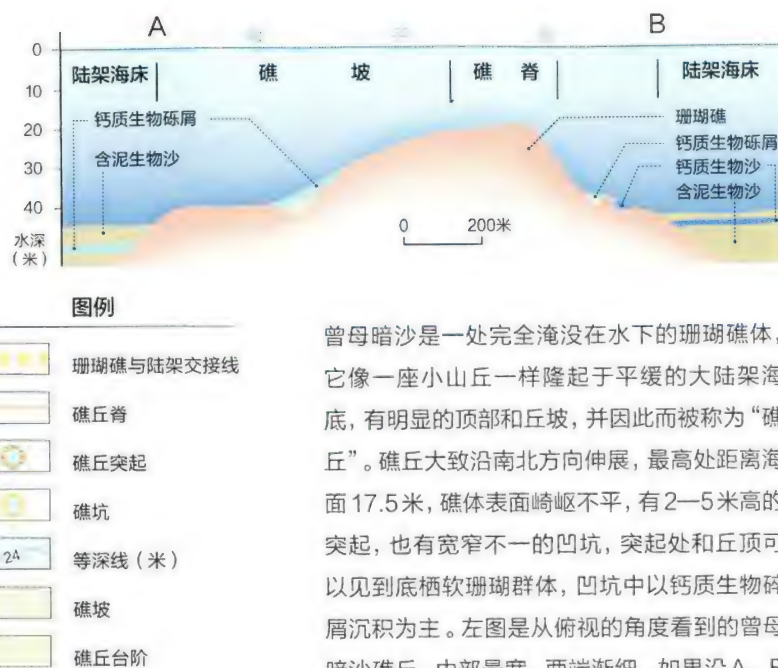 A B
0
陆架海床 礁 坡 礁 脊 陆架海床
10
钙质生物砾屑 珊瑚礁
20
钙质生物砾屑
含泥生物沙 钙质生物沙
30
含泥生物沙
40
0 200米
水深
（米）
图例
珊瑚礁与陆架交接线
礁丘脊
礁丘突起
礁坑
24 等深线（米）
礁坡
礁丘台阶
曾母暗沙是一处完全淹没在水下的珊瑚礁体，
它像一座小山丘一样隆起于平缓的大陆架海
底，有明显的顶部和丘坡，并因此而被称为“礁
丘”。礁丘大致沿南北方向伸展，最高处距离海
面17.5米，礁体表面崎岖不平，有2—5米高的
突起，也有宽窄不一的凹坑，突起处和丘顶可
以见到底栖软珊瑚群体，凹坑中以钙质生物碎
屑沉积为主。左图是从俯视的角度看到的曾母
暗沙礁丘，中部最宽，两端渐细，如果沿A、B